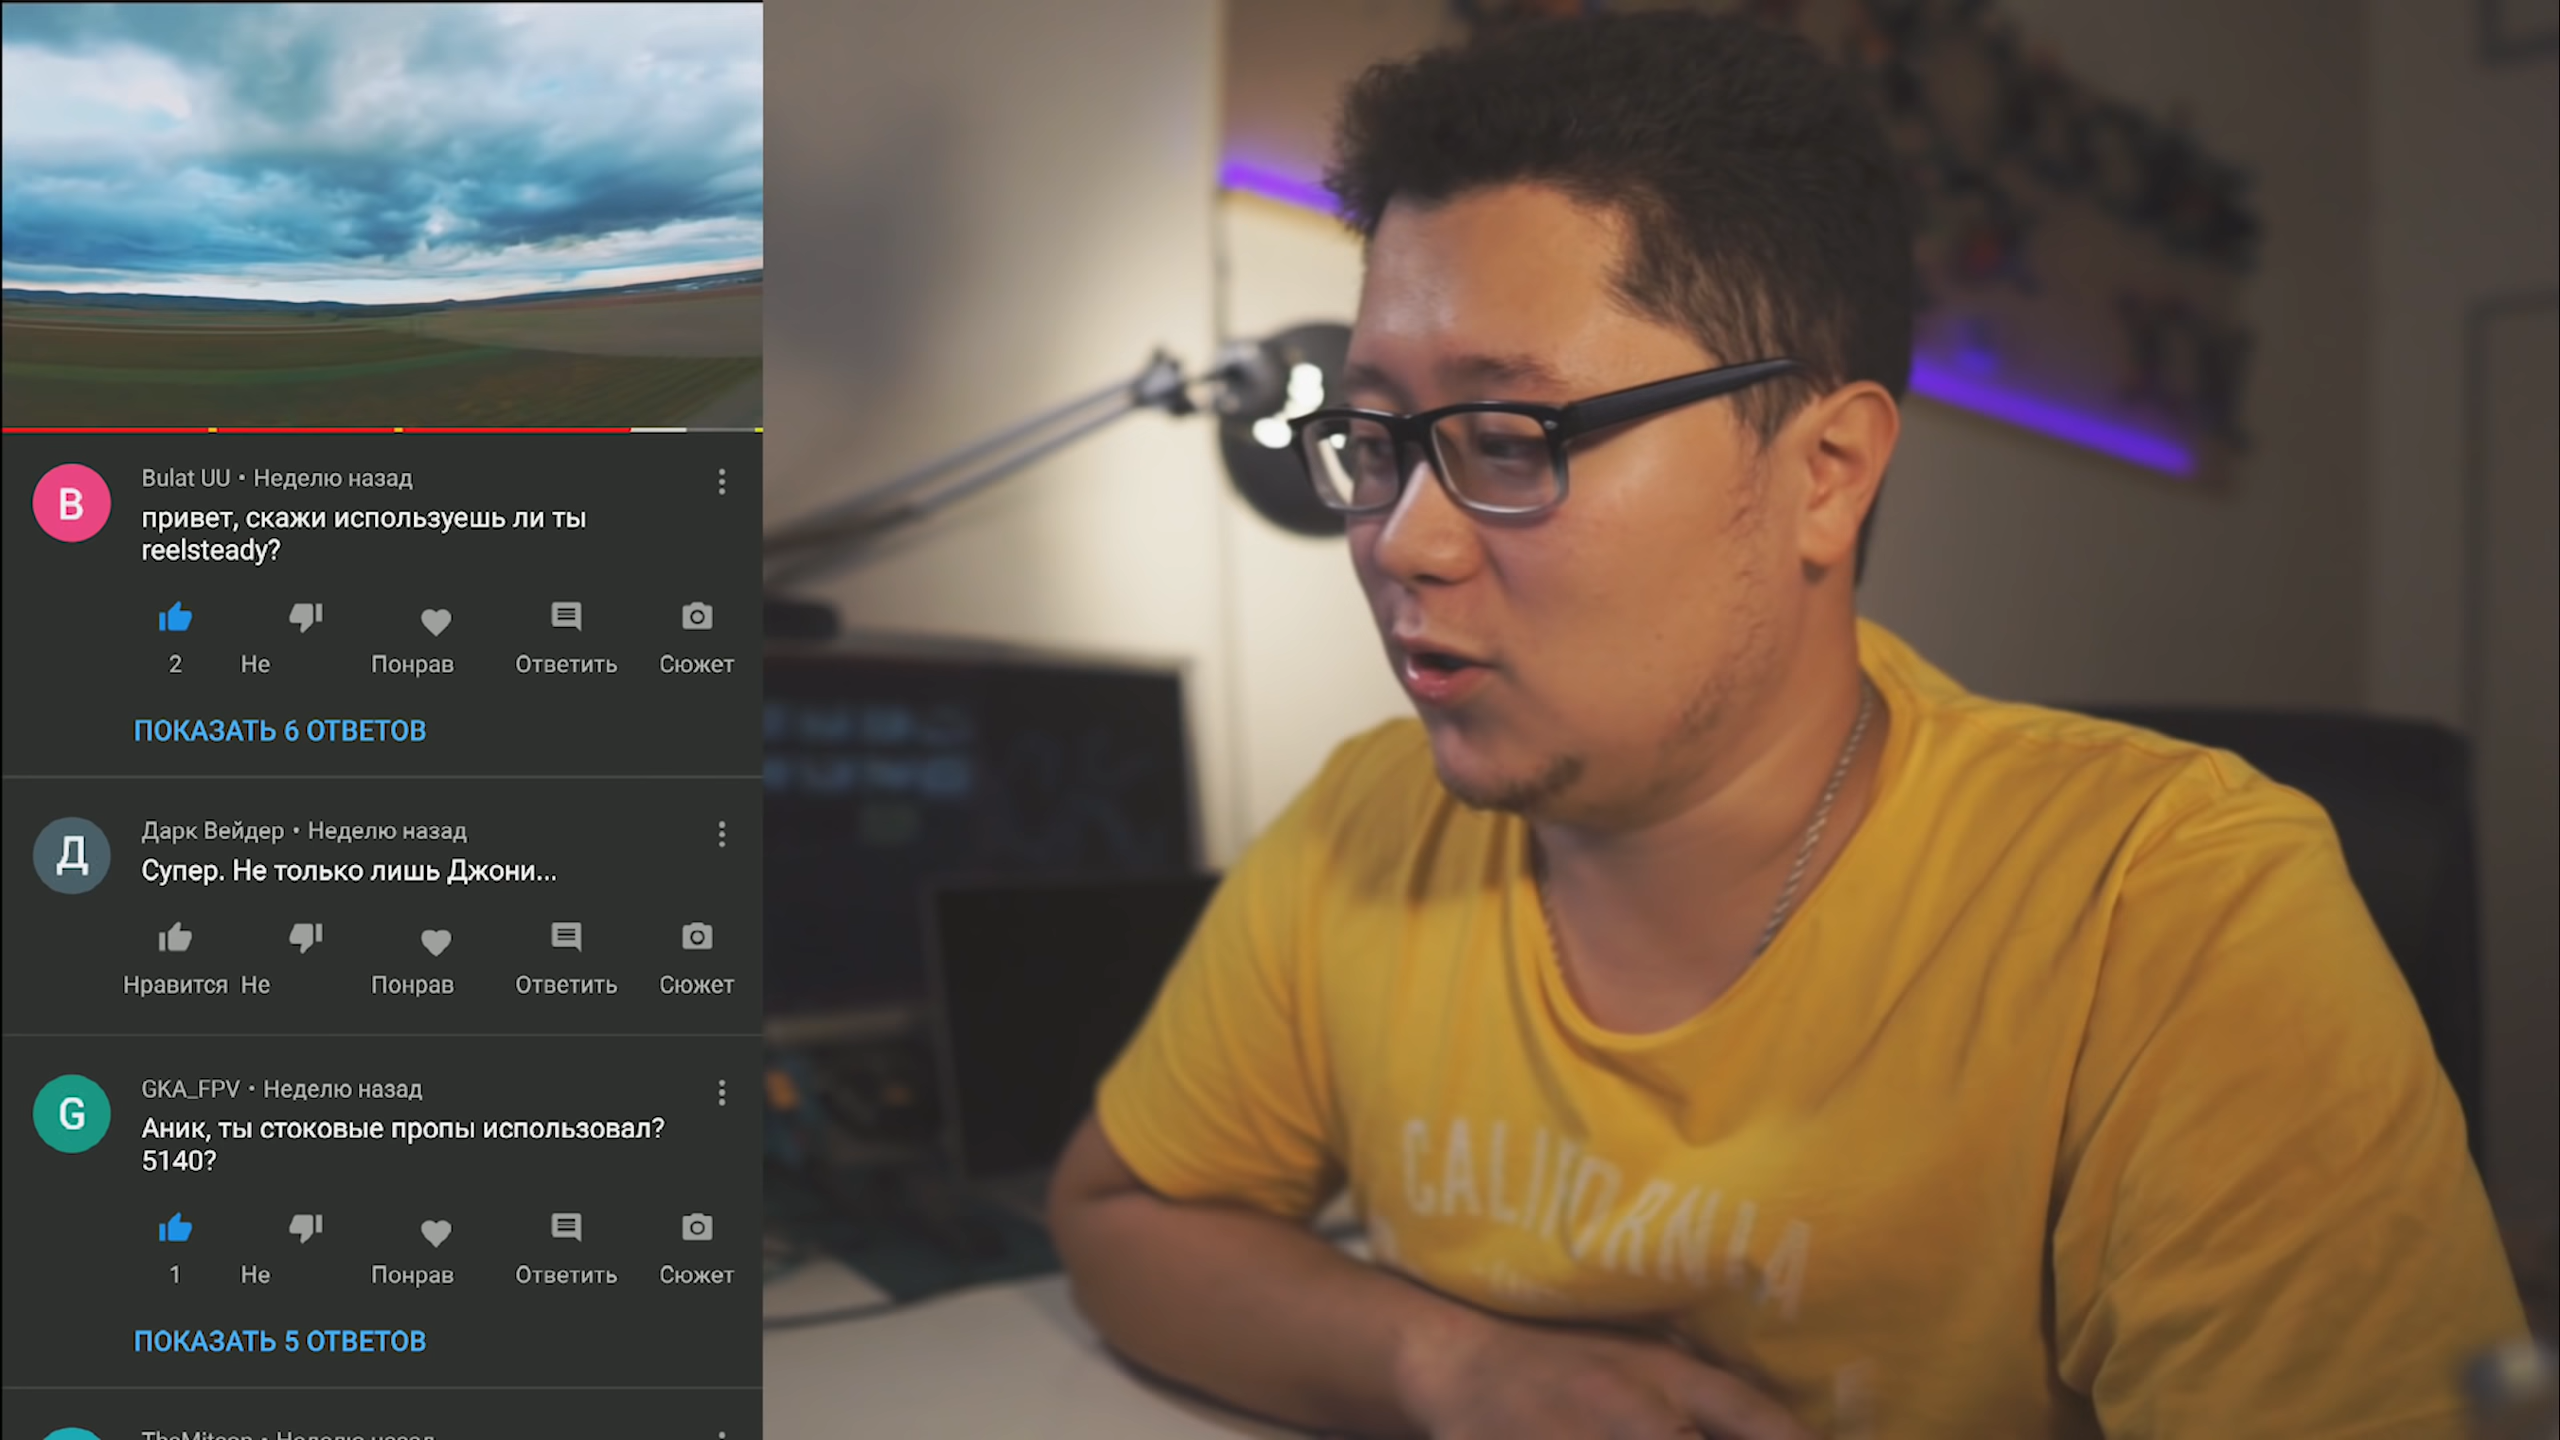 Bulat UU • Неделю назад
привет, скажи используешь ли ты
reelsteady?
2 Не Понрав Ответить Сюжет
ПОКАЗАТЬ 6 ОТВЕТОВ
Дарк Вейдер • Неделю назад
Супер. Не только лишь Джони...
Нравится Не Понрав Ответить Сюжет
GKA_FPV • Неделю назад
Аник, ты стоковые пропы использовал?
5140?
1 Не Понрав Ответить Сюжет
ПОКАЗАТЬ 5 ОТВЕТОВ
B
Д
G
CALIFORNIA